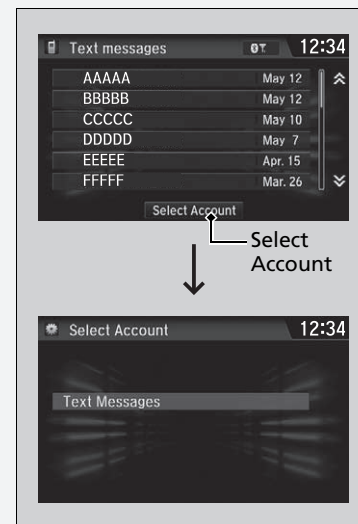 Text messages 12:34
AAAAA May 12
BBBBB May 12
CCCCC May 10
DDDDD May 7
EEEEE Apr. 15
FFFFF Mar. 26
Select Account
Select
Account
Select Account 12:34
Text Messages